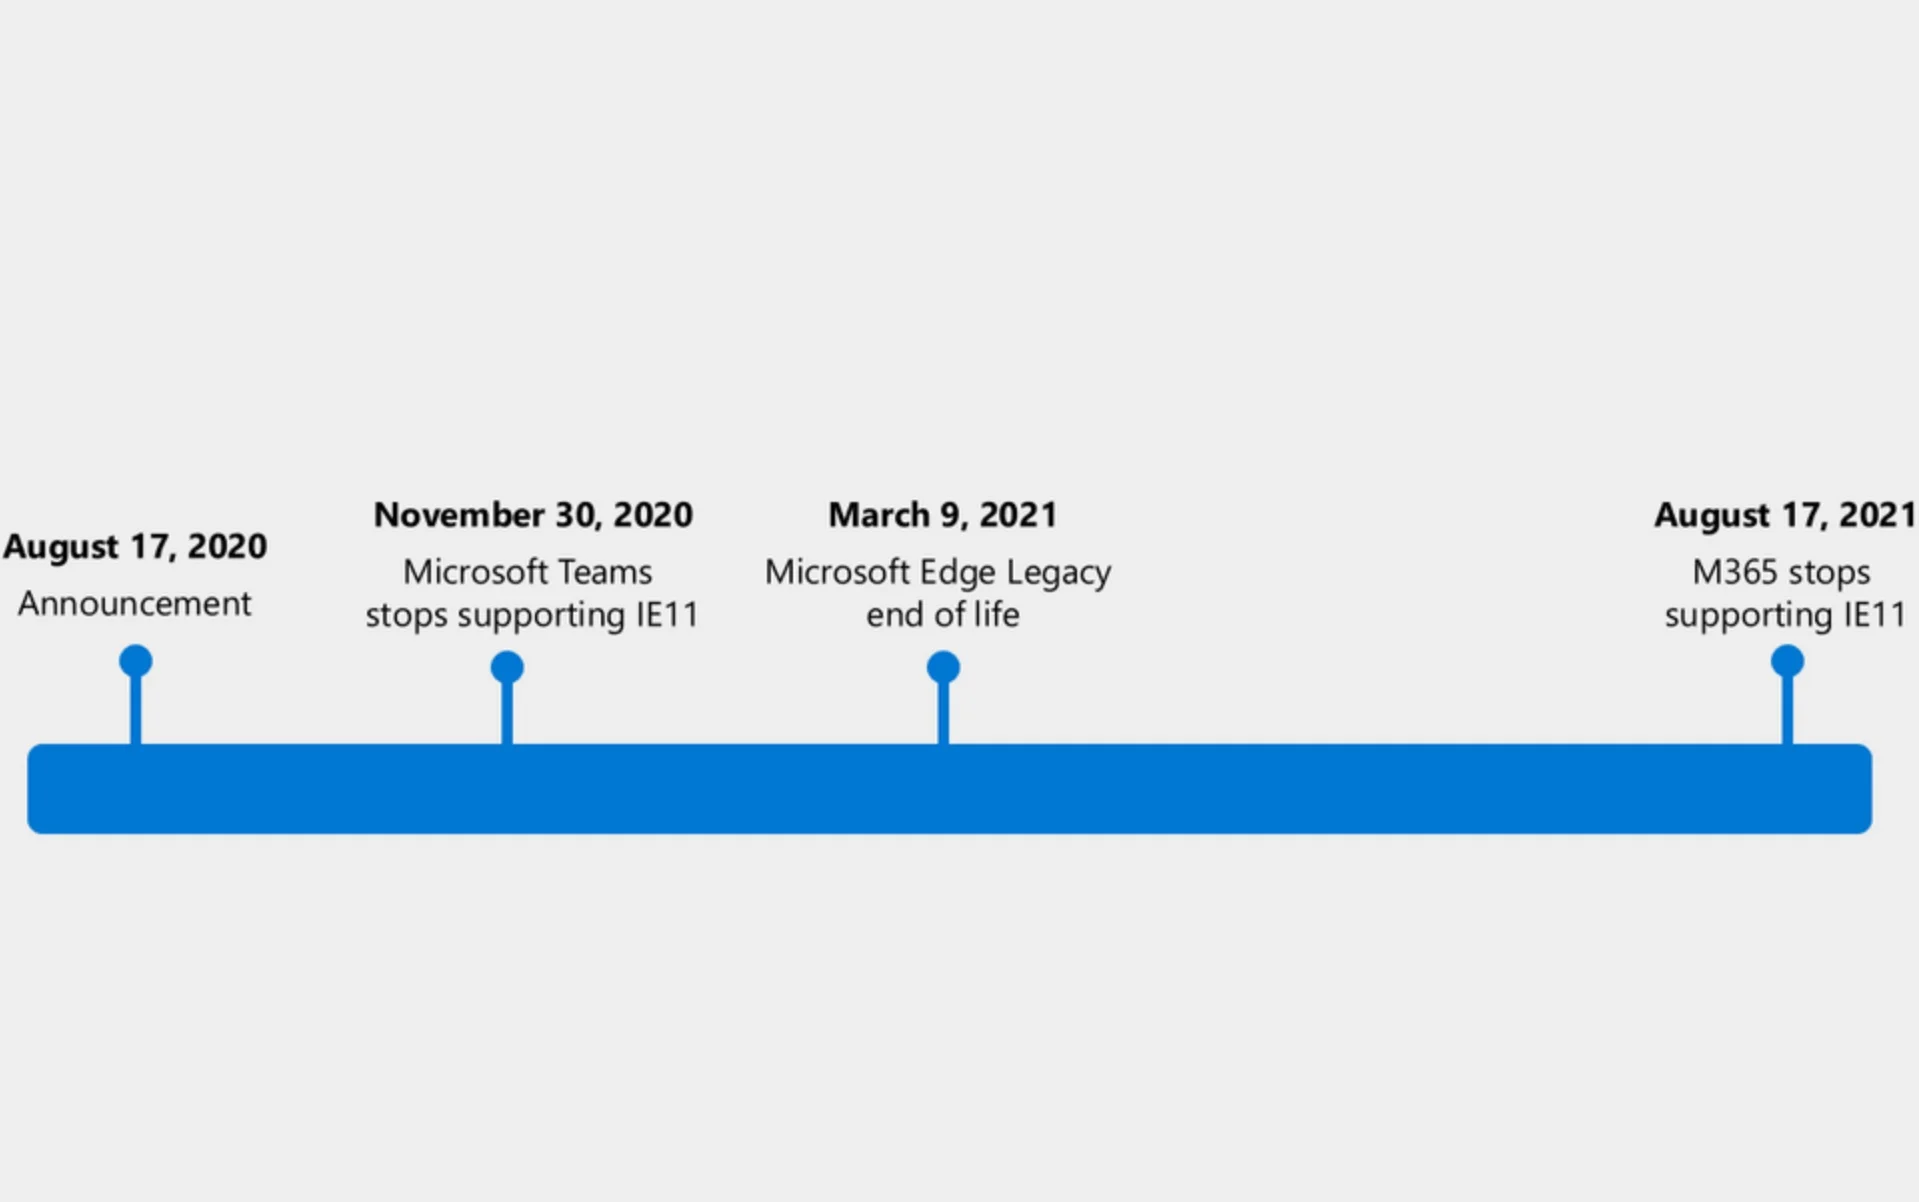 August 17, 2020
Announcement
November 30, 2020
Microsoft Teams
stops supporting IE11
March 9, 2021
Microsoft Edge Legacy
end of life
August 17, 2021
M365 stops
supporting IE11